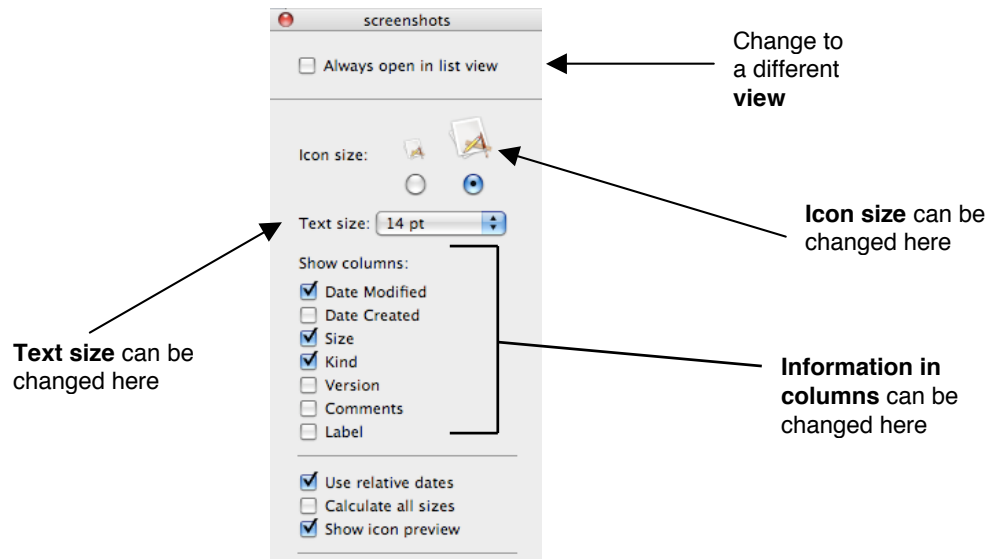 screenshots
Always open in list view
Change to
a different
view
Icon size:
Icon size can be
changed here
Text size: 14 pt
Show columns:
Date Modified
Date Created
Size
Kind
Version
Comments
Label
Text size can be
changed here
Information in
columns can be
changed here
Use relative dates
Calculate all sizes
Show icon preview